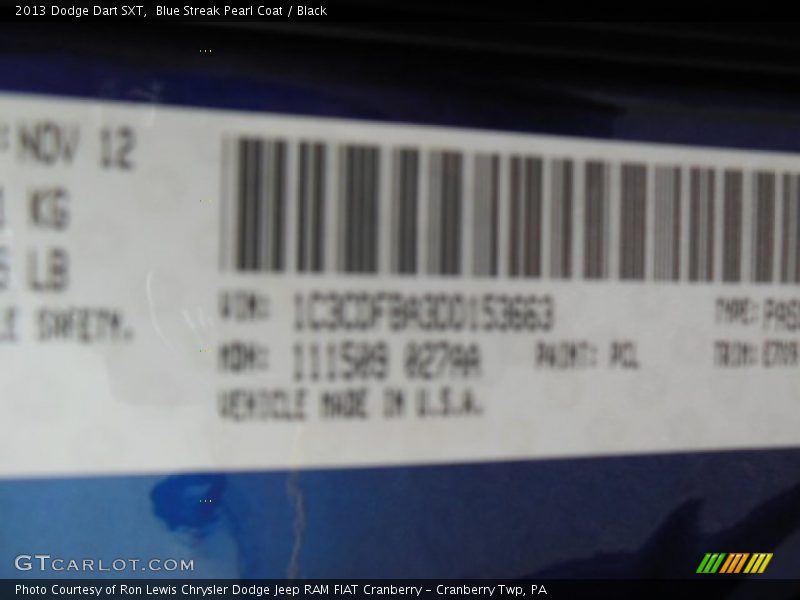 2013 Dodge Dart SXT,  Blue Streak Pearl Coat / Black
NOV 12
KG
LB
SAFETY.
VIN: TYPE: PAS
MDH: 111509 027AA PAINT: PCL TRIM:
VEHICLE MADE IN U.S.A.
GTCARLOT.COM
Photo Courtesy of Ron Lewis Chrysler Dodge Jeep RAM FIAT Cranberry - Cranberry Twp, PA